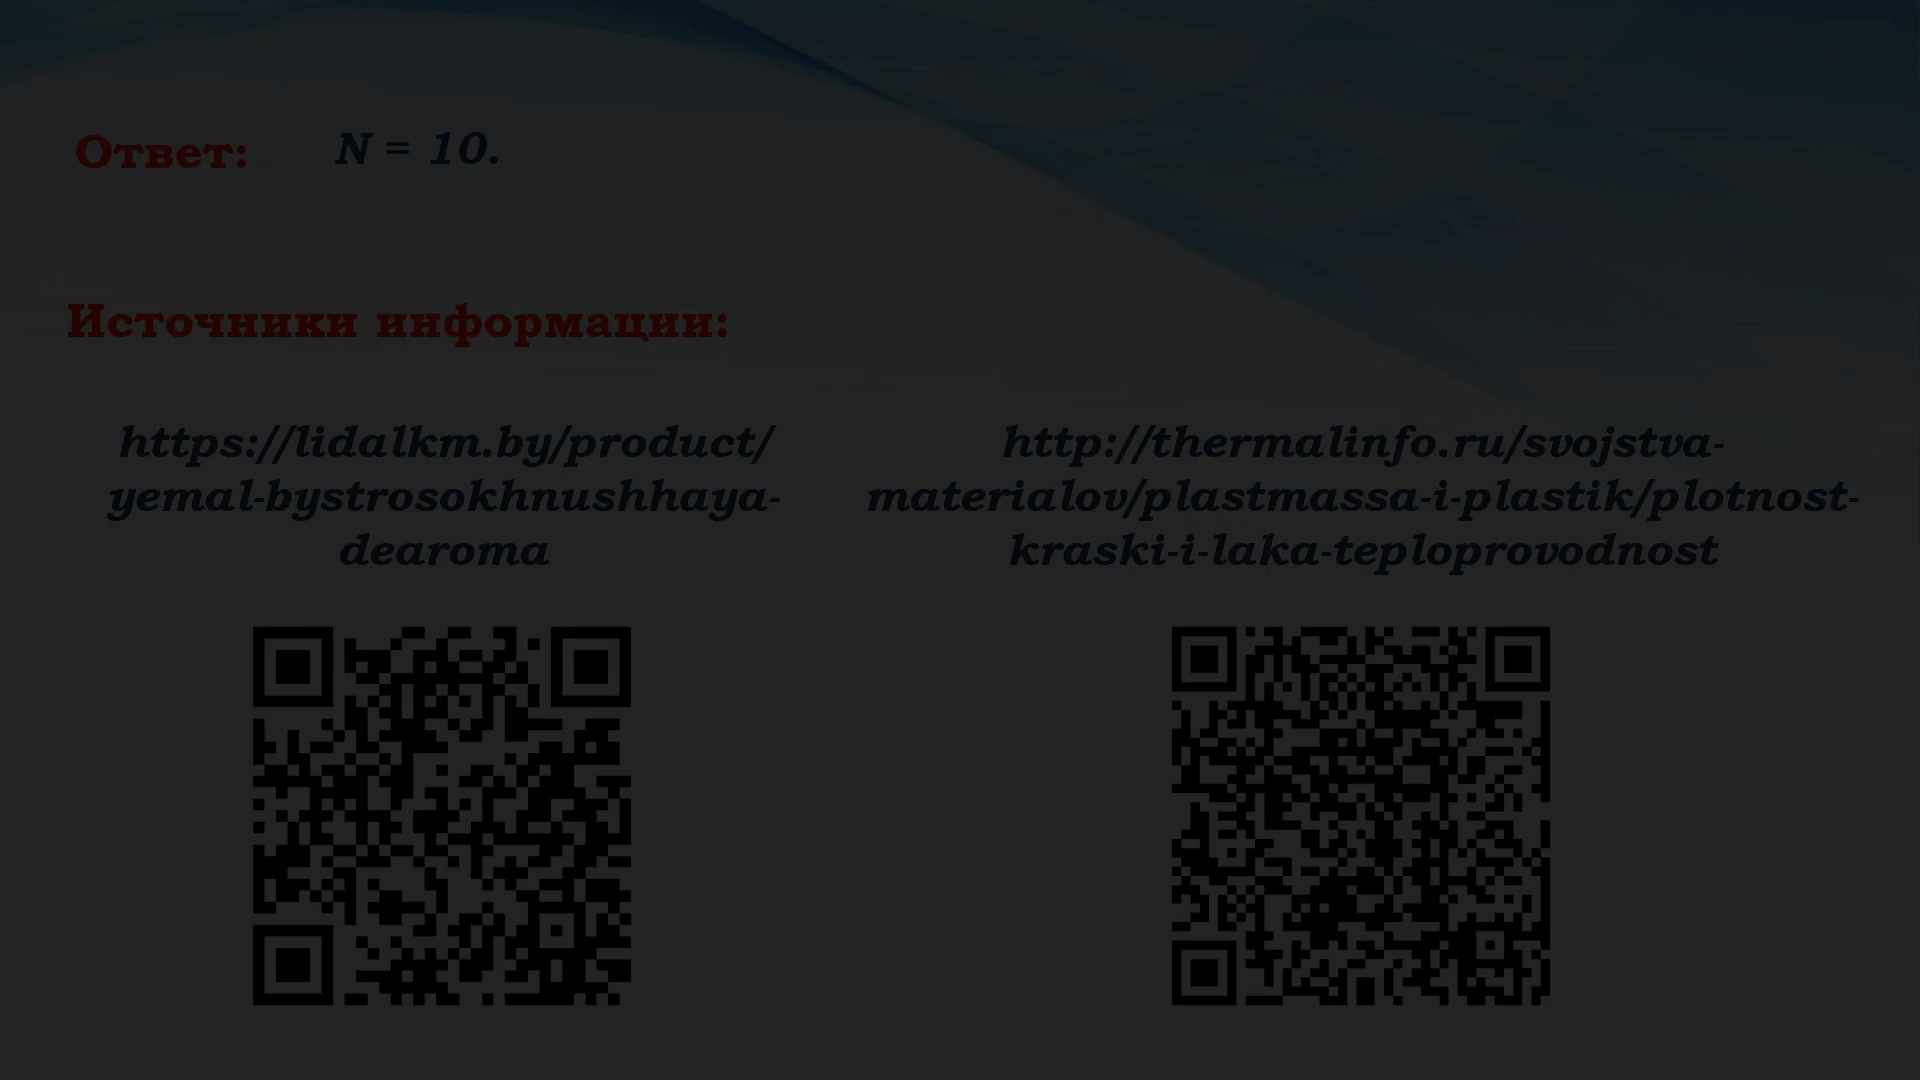 Ответ: N = 10.
Источники информации:
https://lidalkm.by/product/
yemal-bystrosokhnushhaya-
dearoma
http://thermalinfo.ru/svojstva-
materialov/plastmassa-i-plastik/plotnost-
kraski-i-laka-teploprovodnost